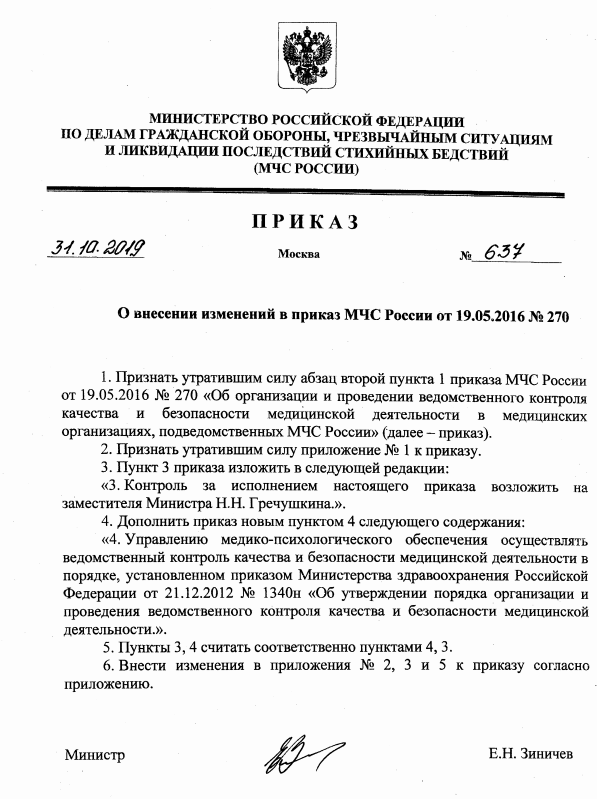 МИНИСТЕРСТВО РОССИЙСКОЙ ФЕДЕРАЦИИ
ПО ДЕЛАМ ГРАЖДАНСКОЙ ОБОРОНЫ, ЧРЕЗВЫЧАЙНЫМ СИТУАЦИЯМ
И ЛИКВИДАЦИИ ПОСЛЕДСТВИЙ СТИХИЙНЫХ БЕДСТВИЙ
(МЧС РОССИИ)
ПРИКАЗ
31.10.2019 Москва № 637
О внесении изменений в приказ МЧС России от 19.05.2016 № 270
1. Признать утратившим силу абзац второй пункта 1 приказа МЧС России
от 19.05.2016 № 270 «Об организации и проведении ведомственного контроля
качества и безопасности медицинской деятельности в медицинских
организациях, подведомственных МЧС России» (далее – приказ).
2. Признать утратившим силу приложение № 1 к приказу.
3. Пункт 3 приказа изложить в следующей редакции:
«3. Контроль за исполнением настоящего приказа возложить на
заместителя Министра Н.Н. Гречушкина.».
4. Дополнить приказ новым пунктом 4 следующего содержания:
«4. Управлению медико-психологического обеспечения осуществлять
ведомственный контроль качества и безопасности медицинской деятельности в
порядке, установленном приказом Министерства здравоохранения Российской
Федерации от 21.12.2012 № 1340н «Об утверждении порядка организации и
проведения ведомственного контроля качества и безопасности медицинской
деятельности.».
5. Пункты 3, 4 считать соответственно пунктами 4, 3.
6. Внести изменения в приложения № 2, 3 и 5 к приказу согласно
приложению.
Министр Е.Н. Зиничев